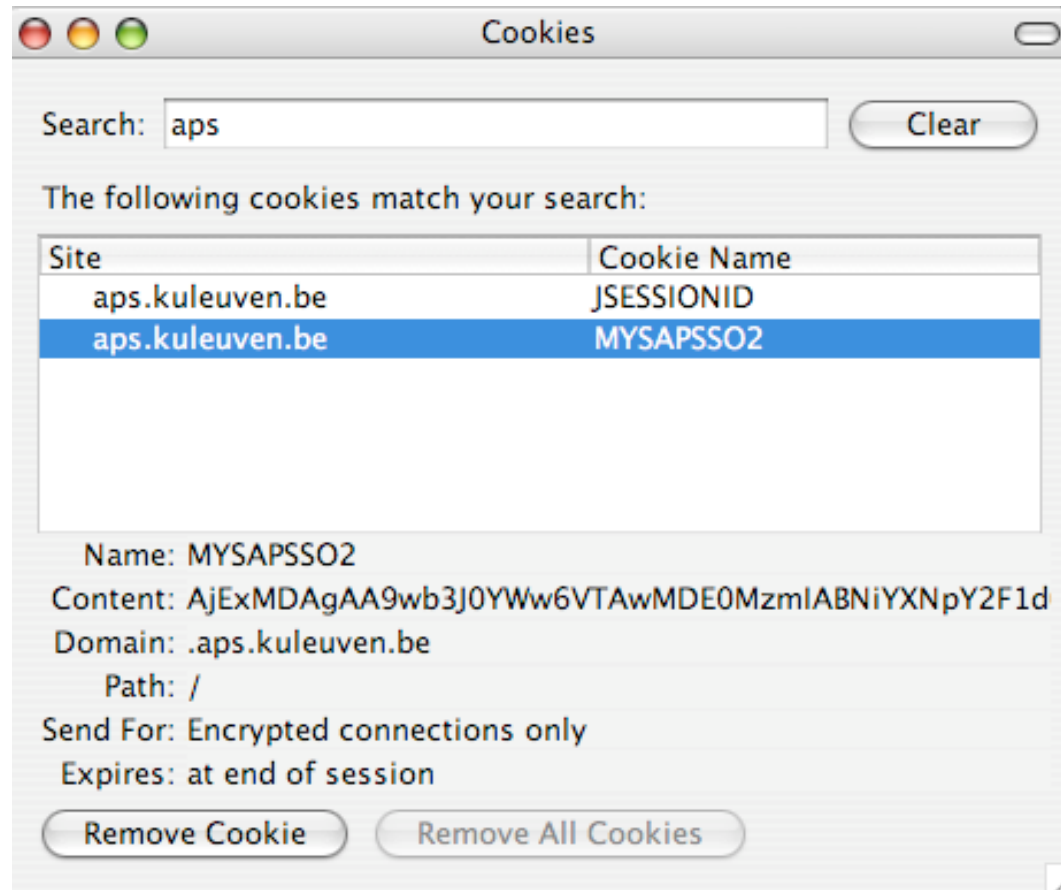 Cookies
Search: aps Clear
The following cookies match your search:
Site Cookie Name
aps.kuleuven.be JSESSIONID
aps.kuleuven.be MYSAPSSO2
Name: MYSAPSSO2
Content: AjExMDAgAA9wb3J0YWw6VTAwMDE0MzmIABNiYXNpY2F1d
Domain: .aps.kuleuven.be
Path: /
Send For: Encrypted connections only
Expires: at end of session
Remove Cookie Remove All Cookies